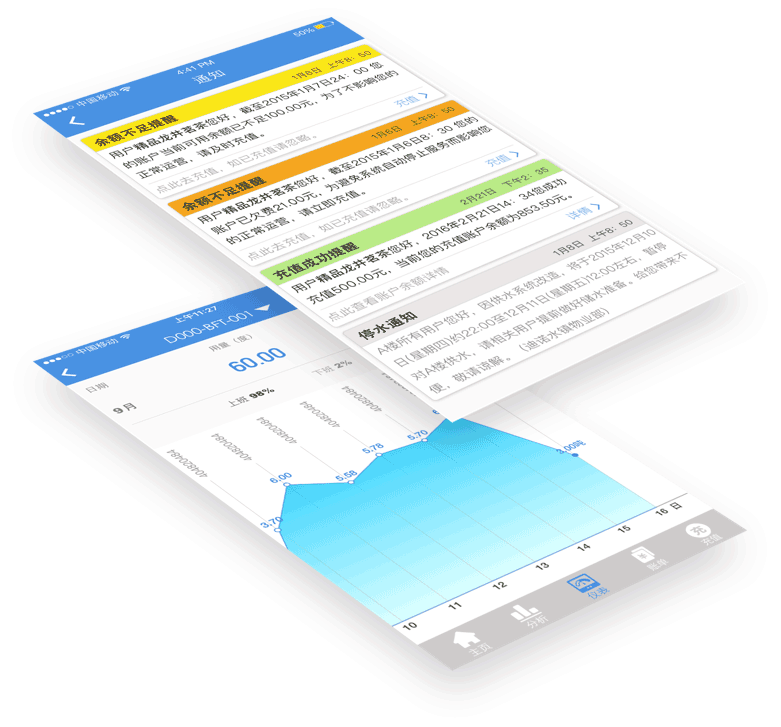 中国移动
4:41 PM
50%
通知
余额不足提醒
1月8日 上午8：50
用户精品龙井茗茶您好，截至2015年1月7日24：00 您
的账户当前可用余额已不足100.00元，为了不影响您的
正常运营，请及时充值。
点此去充值，如已充值请忽略。
充值
余额不足提醒
1月6日 上午8：50
用户精品龙井茗茶您好，截至2015年1月6日8：30 您的
账户已欠费21.00元，为避免系统自动停止服务而影响您
的正常运营，请立即充值。
点此去充值，如已充值请忽略。
充值
充值成功提醒
2月21日 下午2：35
用户精品龙井茗茶您好，2016年2月21日14：34您成功
充值500.00元，当前您的充值账户余额为853.50元。
点此查看账户余额详情
详情
停水通知
1月8日 上午8：50
A楼所有用户您好，因供水系统改造，将于2015年12月10
日(星期四)约22:00至12月11日(星期五)12:00左右，暂停
对A楼供水，请相关用户提前做好储水准备。给您带来不
便，敬请谅解。（迪诺水镇物业部）
中国移动
上午11:27
D000-8FT-001
日期
用量（度）
9月
60.00
上班 98%
下班 2%
3.70
6.00
5.58
5.78
5.70
3.00吨
10
11
12
13
14
15
16 日
主页
分析
仪表
账单
充
充值